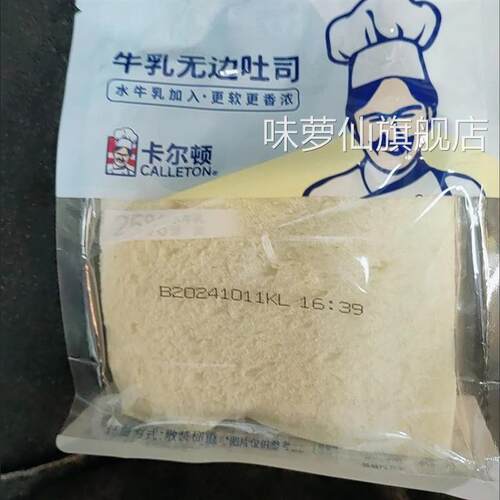 牛乳无边吐司
水牛乳加入·更软更香浓
味萝仙旗舰店
卡尔顿
CALLETON®
B20241011KL 16:39